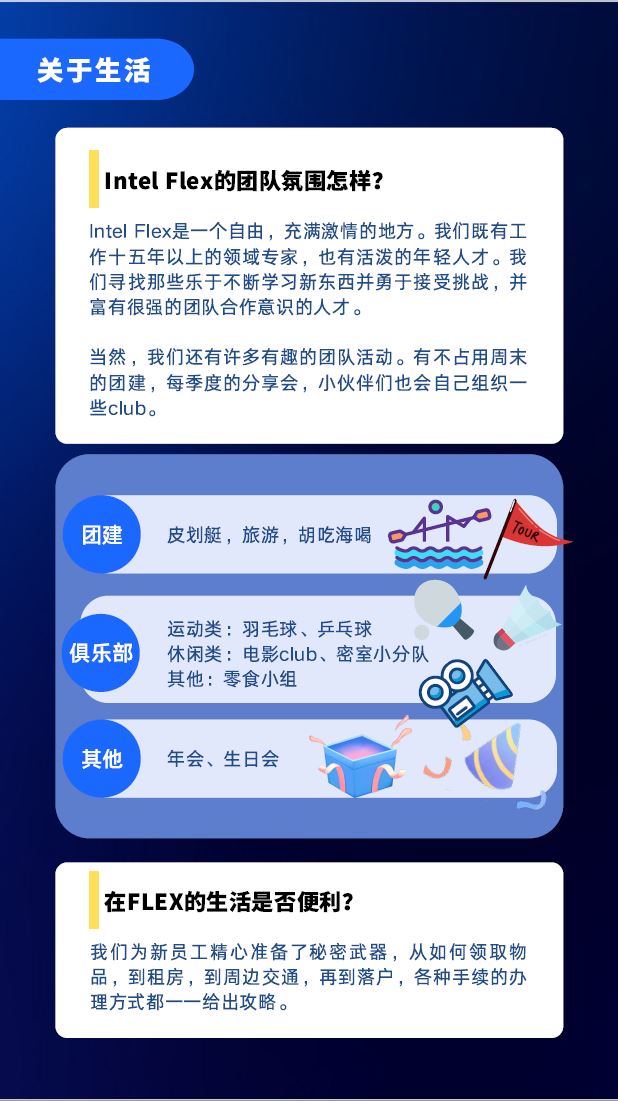 关于生活
Intel Flex的团队氛围怎样？
Intel Flex是一个自由，充满激情的地方。我们既有工
作十五年以上的领域专家，也有活泼的年轻人才。我
们寻找那些乐于不断学习新东西并勇于接受挑战，并
富有很强的团队合作意识的人才。
当然，我们还有许多有趣的团队活动。有不占用周末
的团建，每季度的分享会，小伙伴们也会自己组织一
些club。
团建
皮划艇，旅游，胡吃海喝
TOUR
俱乐部
运动类：羽毛球、乒乓球
休闲类：电影club、密室小分队
其他：零食小组
其他
年会、生日会
在FLEX的生活是否便利？
我们为新员工精心准备了秘密武器，从如何领取物
品，到租房，到周边交通，再到落户，各种手续的办
理方式都一一给出攻略。